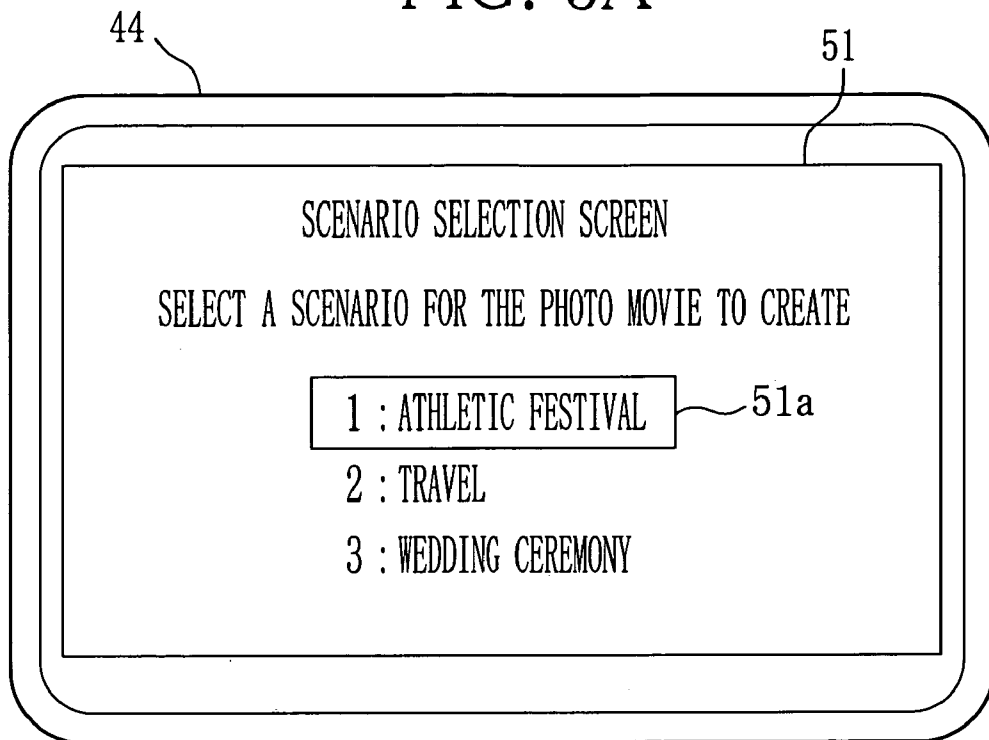 44
51
SCENARIO SELECTION SCREEN
SELECT A SCENARIO FOR THE PHOTO MOVIE TO CREATE
1 : ATHLETIC FESTIVAL
51a
2 : TRAVEL
3 : WEDDING CEREMONY